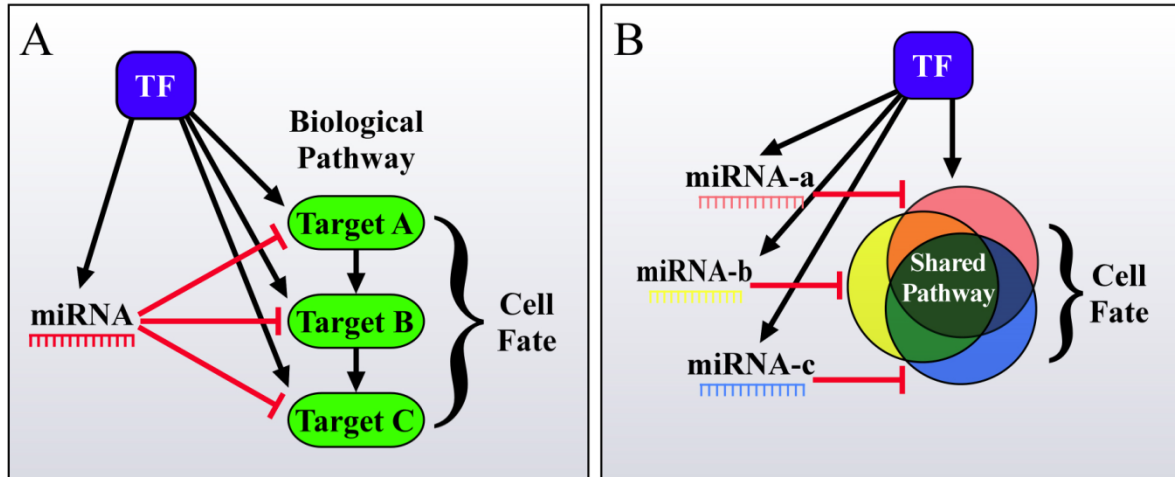 A
TF
Biological
Pathway
Target A
miRNA
Target B
Target C
Cell
Fate
B
TF
miRNA-a
miRNA-b
miRNA-c
Shared
Pathway
Cell
Fate